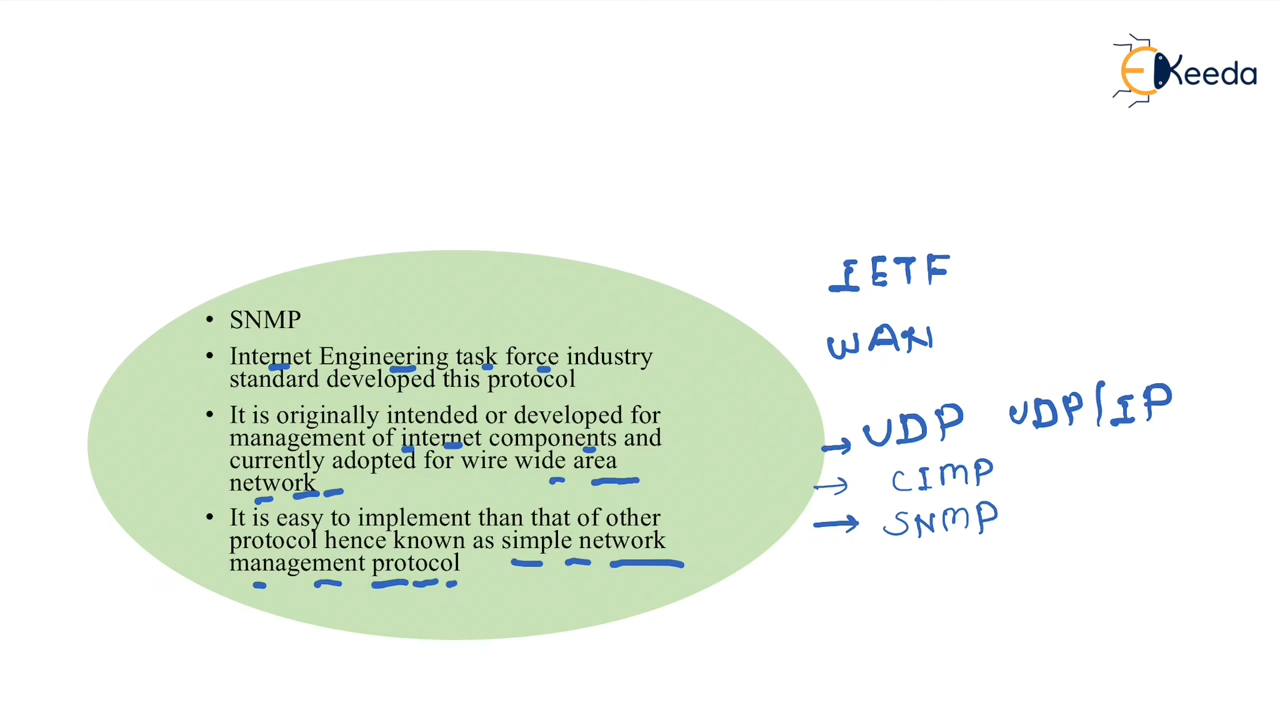 EKeeda
• SNMP
• Internet Engineering task force industry
standard developed this protocol
• It is originally intended or developed for
management of internet components and
currently adopted for wire wide area
network
• It is easy to implement than that of other
protocol hence known as simple network
management protocol
IETF
WAN
→ UDP UDP/IP
→ CIMP
→ SNMP